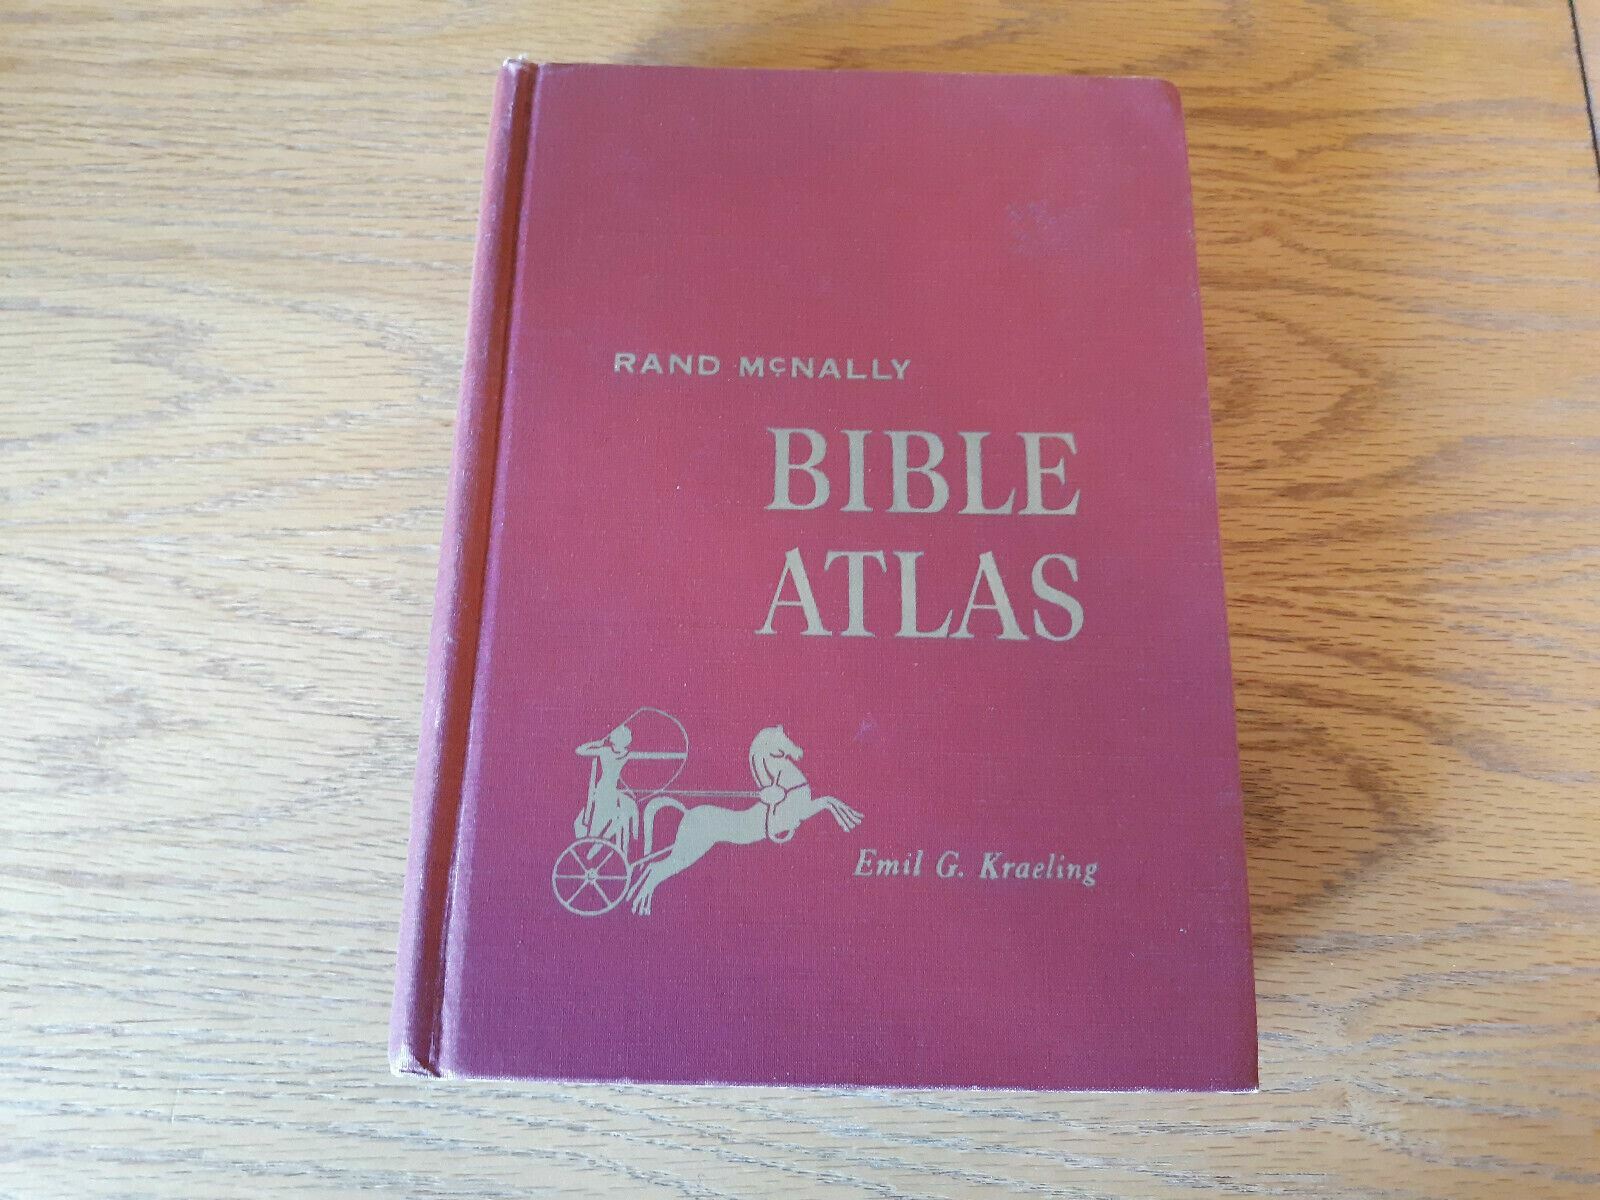 RAND McNALLY
BIBLE
ATLAS
Emil G. Kraeling